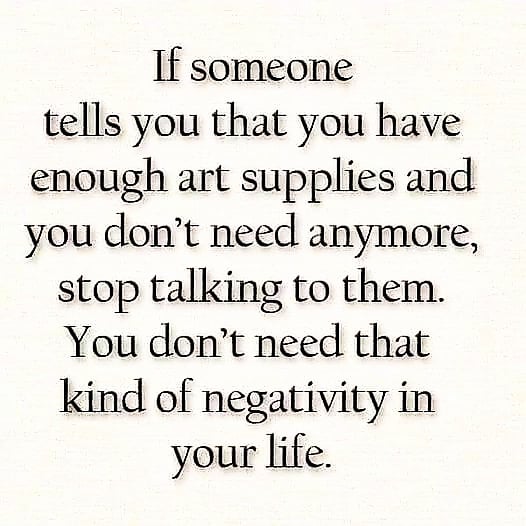 If someone
tells you that you have
enough art supplies and
you don't need anymore,
stop talking to them.
You don't need that
kind of negativity in
your life.